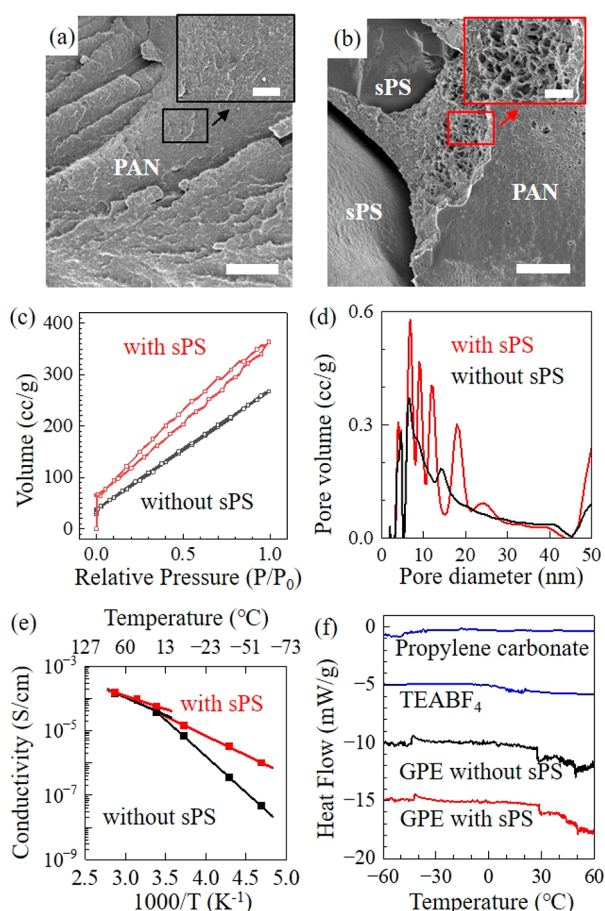 (a)
PAN
(b)
sPS
sPS
PAN
(c)
400
300
200
100
0
Volume (cc/g)
with sPS
without sPS
0.0
0.5
1.0
Relative Pressure (P/P₀)
(d)
0.6
0.3
0.0
Pore volume (cc/g)
with sPS
without sPS
0 10 20 30 40 50
Pore diameter (nm)
(e)
Temperature (℃)
127 60 13 −23 −51 −73
10⁻³
10⁻⁵
10⁻⁷
10⁻⁹
Conductivity (S/cm)
with sPS
without sPS
2.5 3.0 3.5 4.0 4.5 5.0
1000/T (K⁻¹)
(f)
0
−5
−10
−15
−20
Heat Flow (mW/g)
Propylene carbonate
TEABF₄
GPE without sPS
GPE with sPS
−60 −30 0 30 60
Temperature (℃)